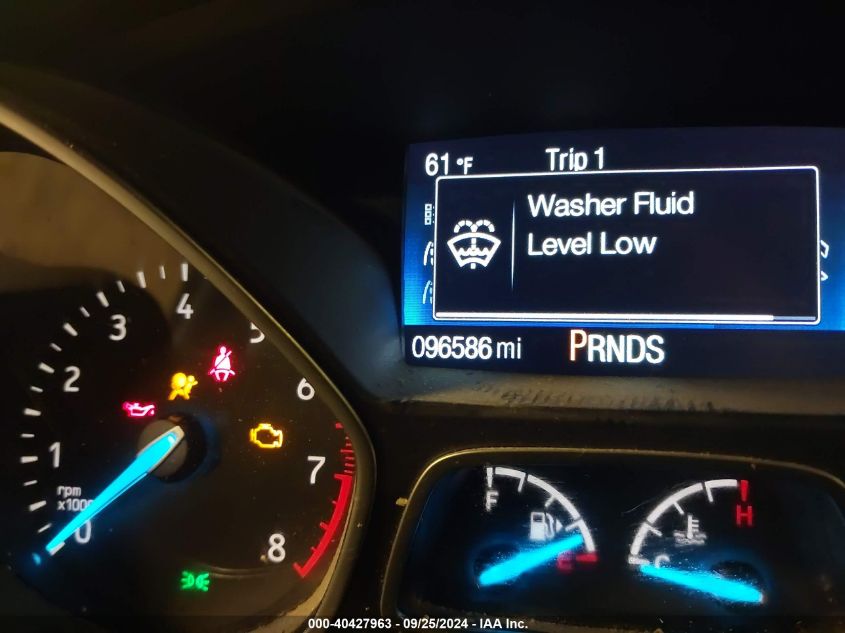 61 °F Trip 1
Washer Fluid
Level Low
096586 mi PRNDS
4
3
5
2
6
1
7
rpm
x1000
0
8
F
E
H
C
000-40427963 - 09/25/2024 - IAA Inc.